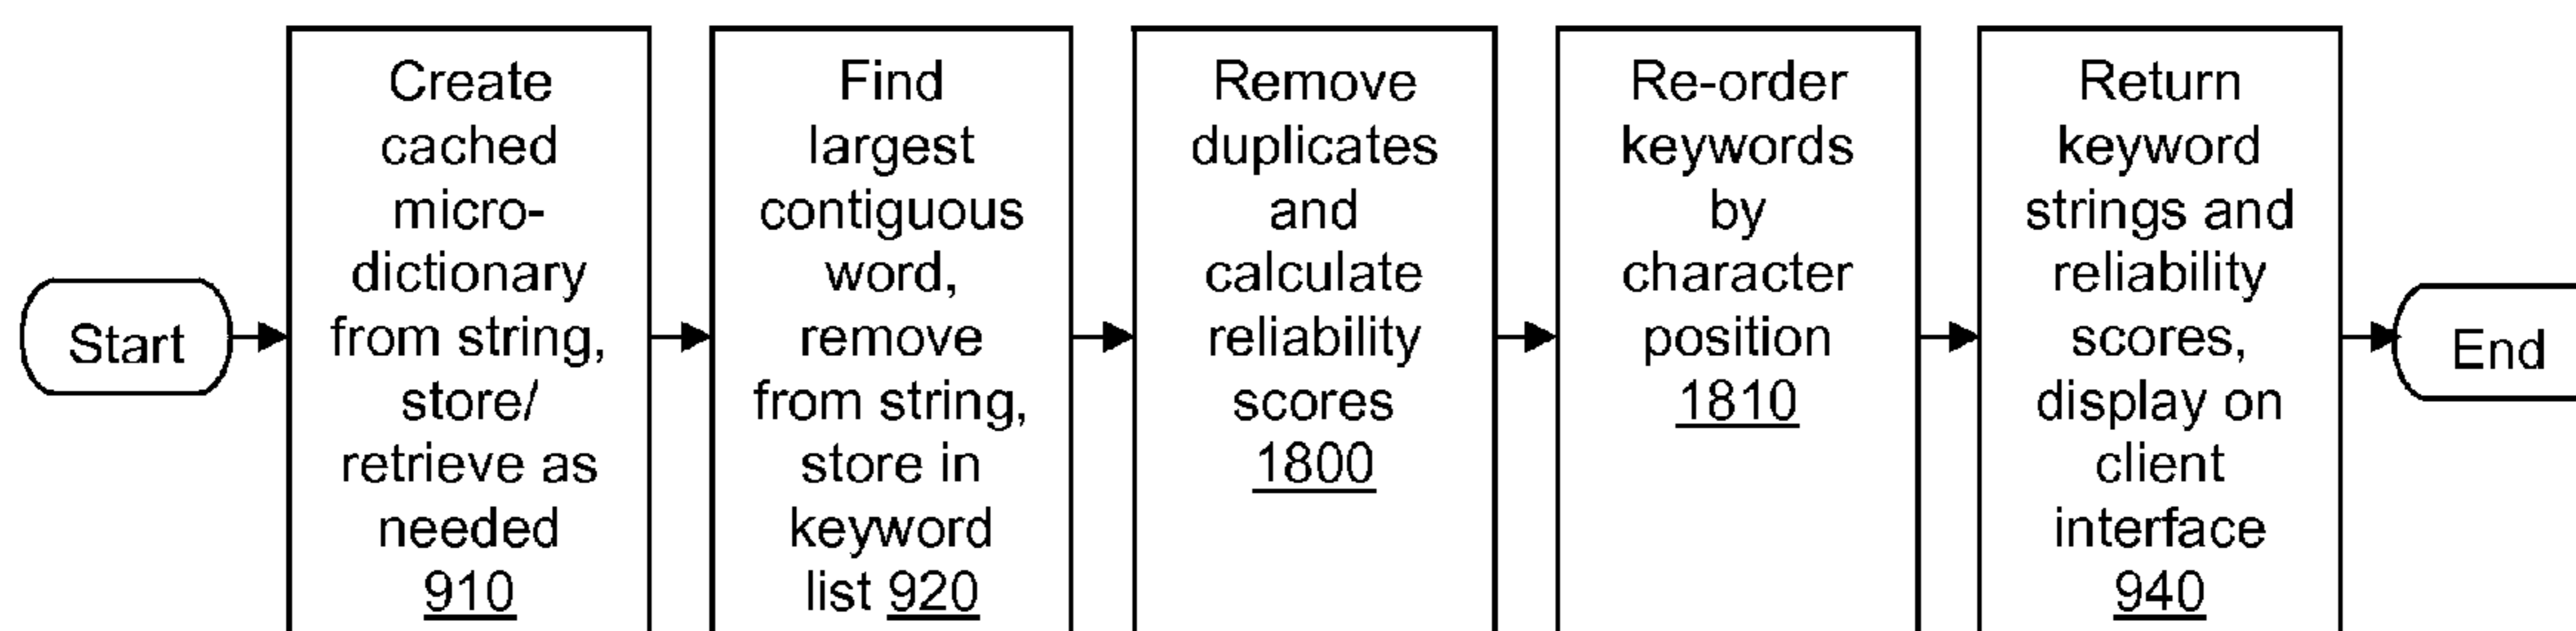 Start
Create
cached
micro-
dictionary
from string,
store/
retrieve as
needed
910
Find
largest
contiguous
word,
remove
from string,
store in
keyword
list 920
Remove
duplicates
and
calculate
reliability
scores
1800
Re-order
keywords
by
character
position
1810
Return
keyword
strings and
reliability
scores,
display on
client
interface
940
End